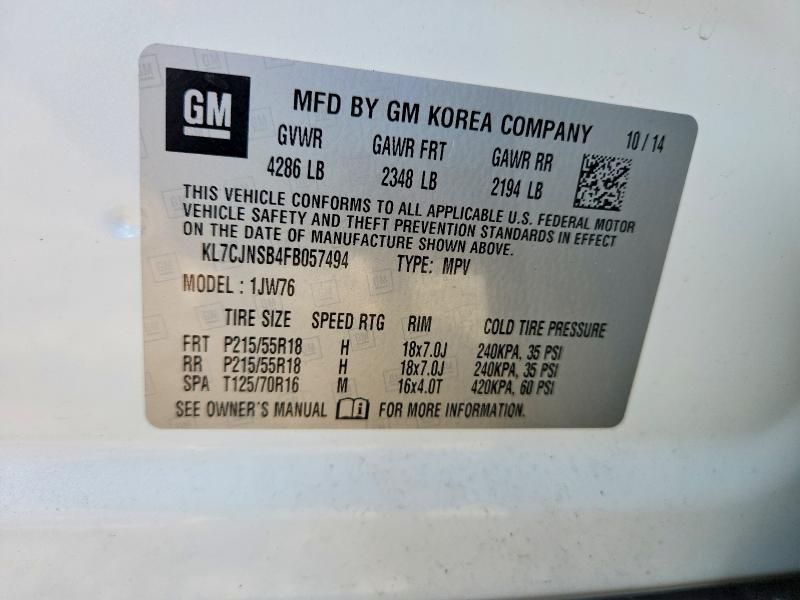 GM MFD BY GM KOREA COMPANY 10 / 14
GVWR GAWR FRT GAWR RR
4286 LB 2348 LB 2194 LB
THIS VEHICLE CONFORMS TO ALL APPLICABLE U.S. FEDERAL MOTOR
VEHICLE SAFETY AND THEFT PREVENTION STANDARDS IN EFFECT
ON THE DATE OF MANUFACTURE SHOWN ABOVE.
KL7CJNSB4FB057494 TYPE: MPV
MODEL : 1JW76
TIRE SIZE SPEED RTG RIM COLD TIRE PRESSURE
FRT P215/55R18 H 18x7.0J 240KPA, 35 PSI
RR P215/55R18 H 18x7.0J 240KPA, 35 PSI
SPA T125/70R16 M 16x4.0T 420KPA, 60 PSI
SEE OWNER'S MANUAL FOR MORE INFORMATION.